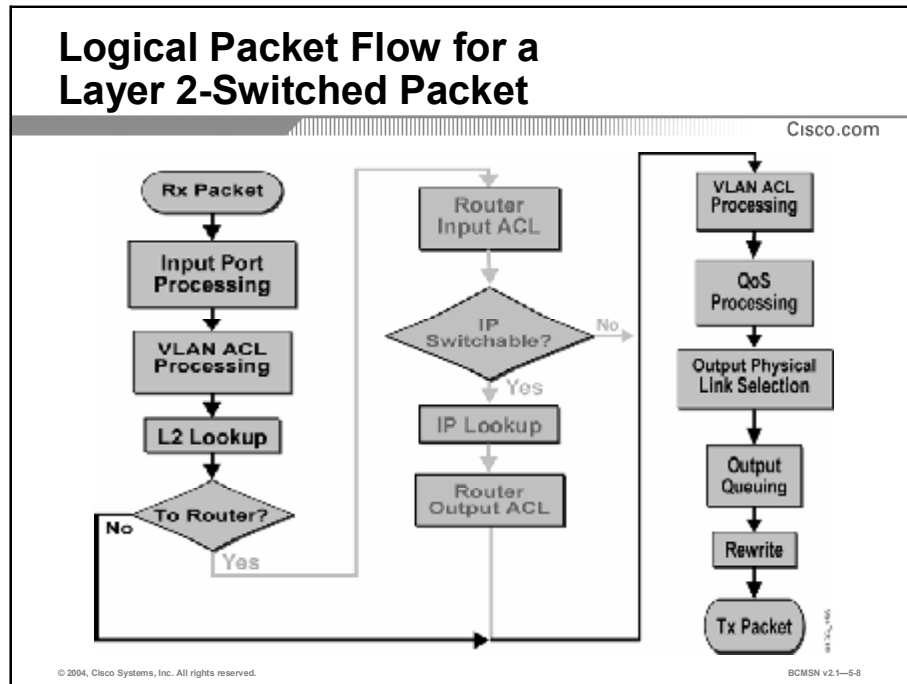 Logical Packet Flow for a
Layer 2-Switched Packet
Cisco.com
Rx Packet
Input Port
Processing
VLAN ACL
Processing
L2 Lookup
To Router?
No
Yes
Router
Input ACL
IP
Switchable?
No
Yes
IP Lookup
Router
Output ACL
VLAN ACL
Processing
QoS
Processing
Output Physical
Link Selection
Output
Queuing
Rewrite
Tx Packet
© 2004, Cisco Systems, Inc. All rights reserved.
BCMSN v2.1—5-8